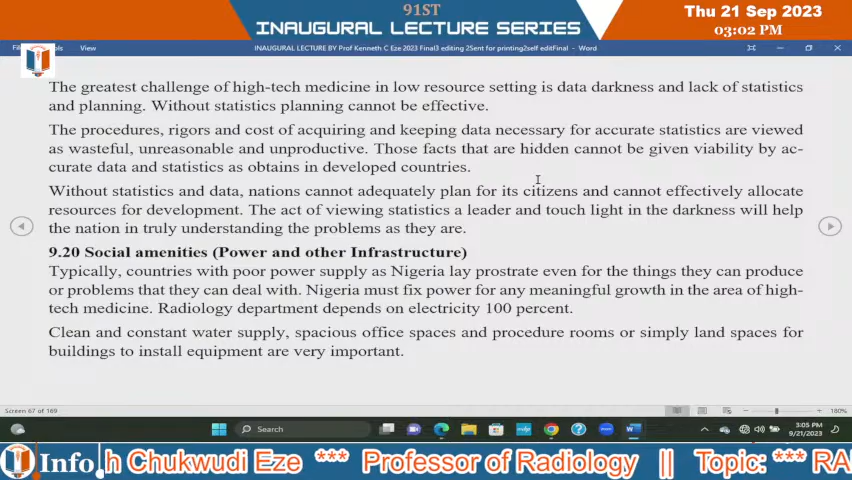 91ST
INAUGURAL LECTURE SERIES
Thu 21 Sep 2023
03:02 PM
View
INAUGURAL LECTURE BY Prof Kenneth C Eze 2023 Final3 editing 2Sent for printing2self editFinal - Word
The greatest challenge of high-tech medicine in low resource setting is data darkness and lack of statistics
and planning. Without statistics planning cannot be effective.
The procedures, rigors and cost of acquiring and keeping data necessary for accurate statistics are viewed
as wasteful, unreasonable and unproductive. Those facts that are hidden cannot be given viability by ac-
curate data and statistics as obtains in developed countries.
Without statistics and data, nations cannot adequately plan for its citizens and cannot effectively allocate
resources for development. The act of viewing statistics a leader and touch light in the darkness will help
the nation in truly understanding the problems as they are.
9.20 Social amenities (Power and other Infrastructure)
Typically, countries with poor power supply as Nigeria lay prostrate even for the things they can produce
or problems that they can deal with. Nigeria must fix power for any meaningful growth in the area of high-
tech medicine. Radiology department depends on electricity 100 percent.
Clean and constant water supply, spacious office spaces and procedure rooms or simply land spaces for
buildings to install equipment are very important.
Screen 67 of 169
180%
Search
3:05 PM
9/21/2023
Info.
h Chukwudi Eze *** Professor of Radiology || Topic: *** RA